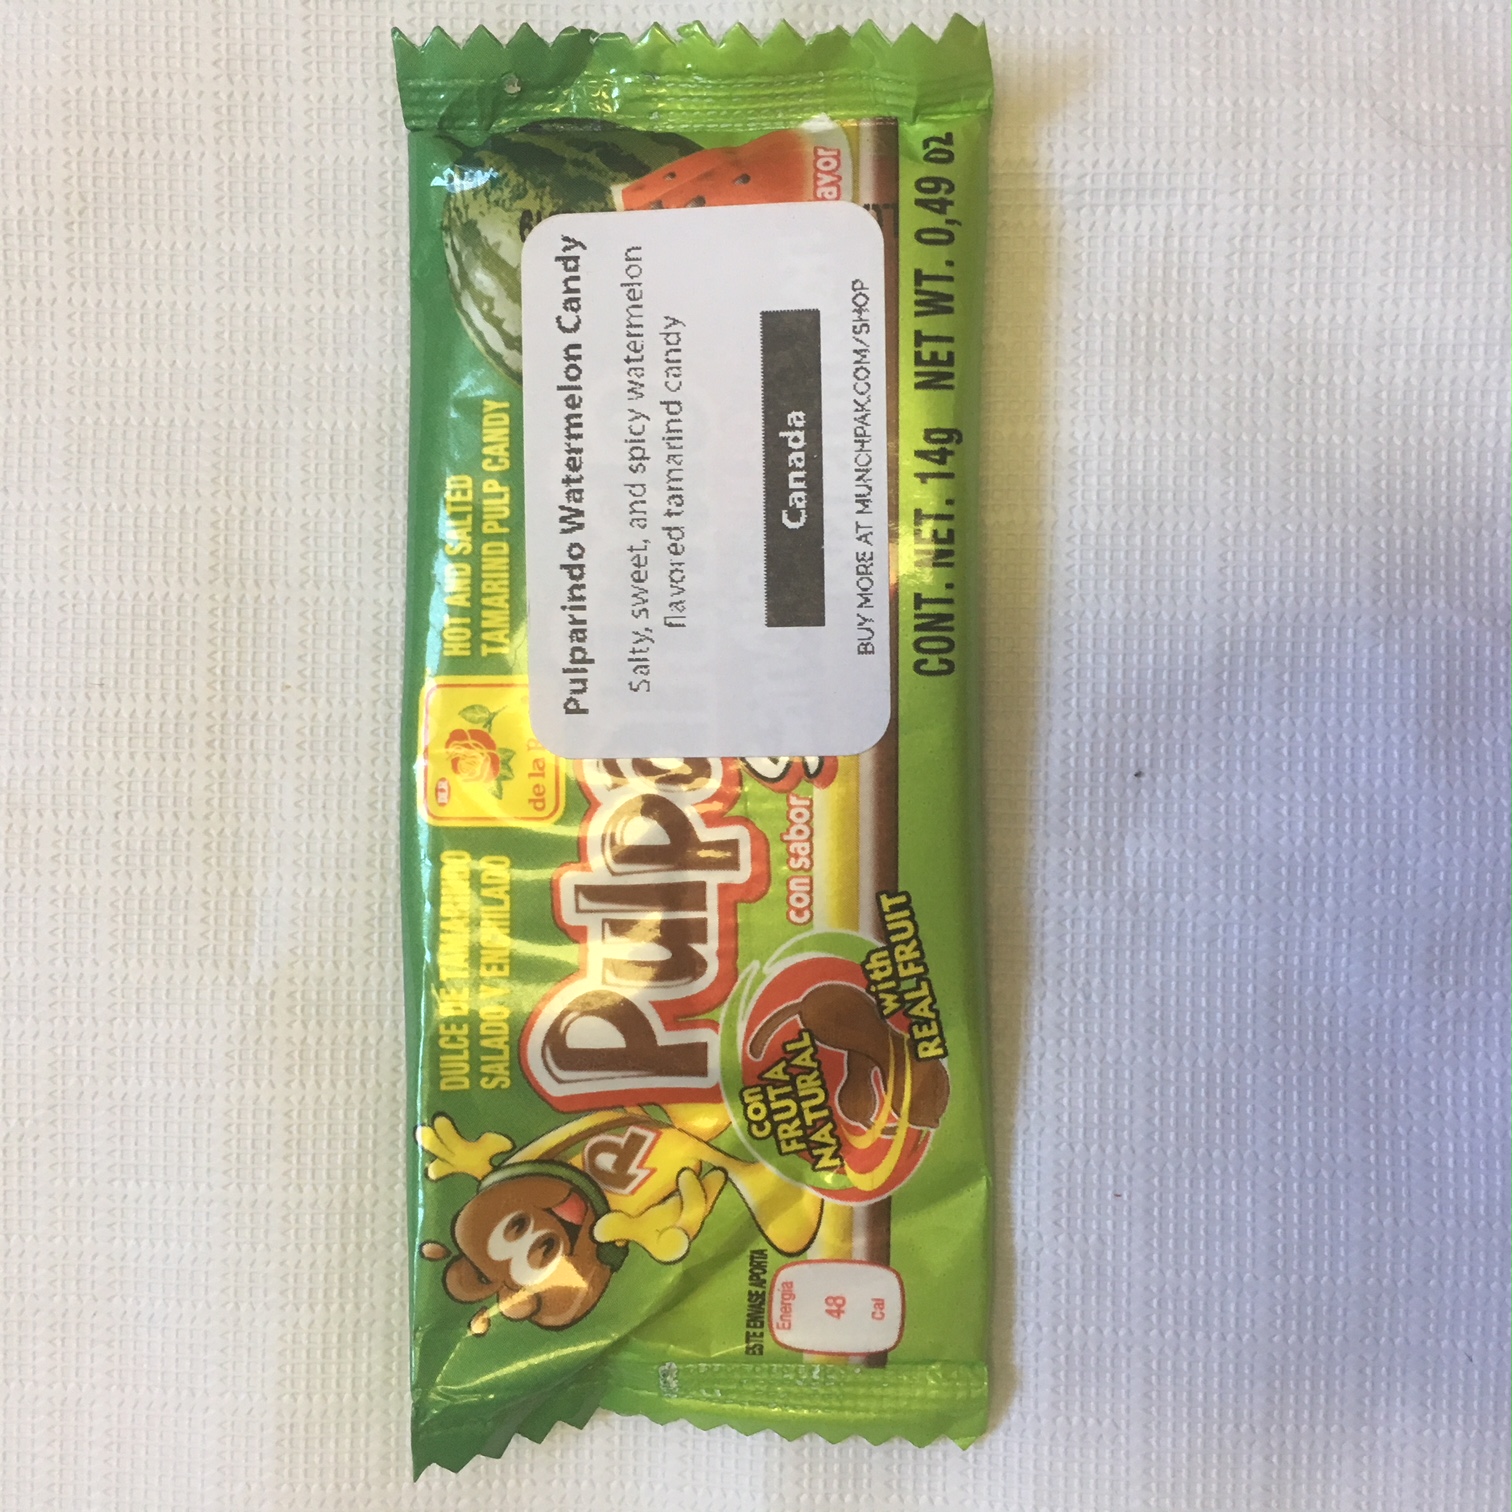 DULCE DE TAMARINDO
SALADO Y ENCHILADO
de la R
HOT AND SALTED
TAMARIND PULP CANDY
R
Pulpa
con sabor
avor
Pulparindo Watermelon Candy
Salty, sweet, and spicy watermelon
flavored tamarind candy
Canada
BUY MORE AT MUNCHPAK.COM/SHOP
con
FRUTA
NATURAL
with
REAL FRUIT
ESTE ENVASE APORTA
Energía
48
Cal
CONT. NET. 14g NET WT. 0,49 oz